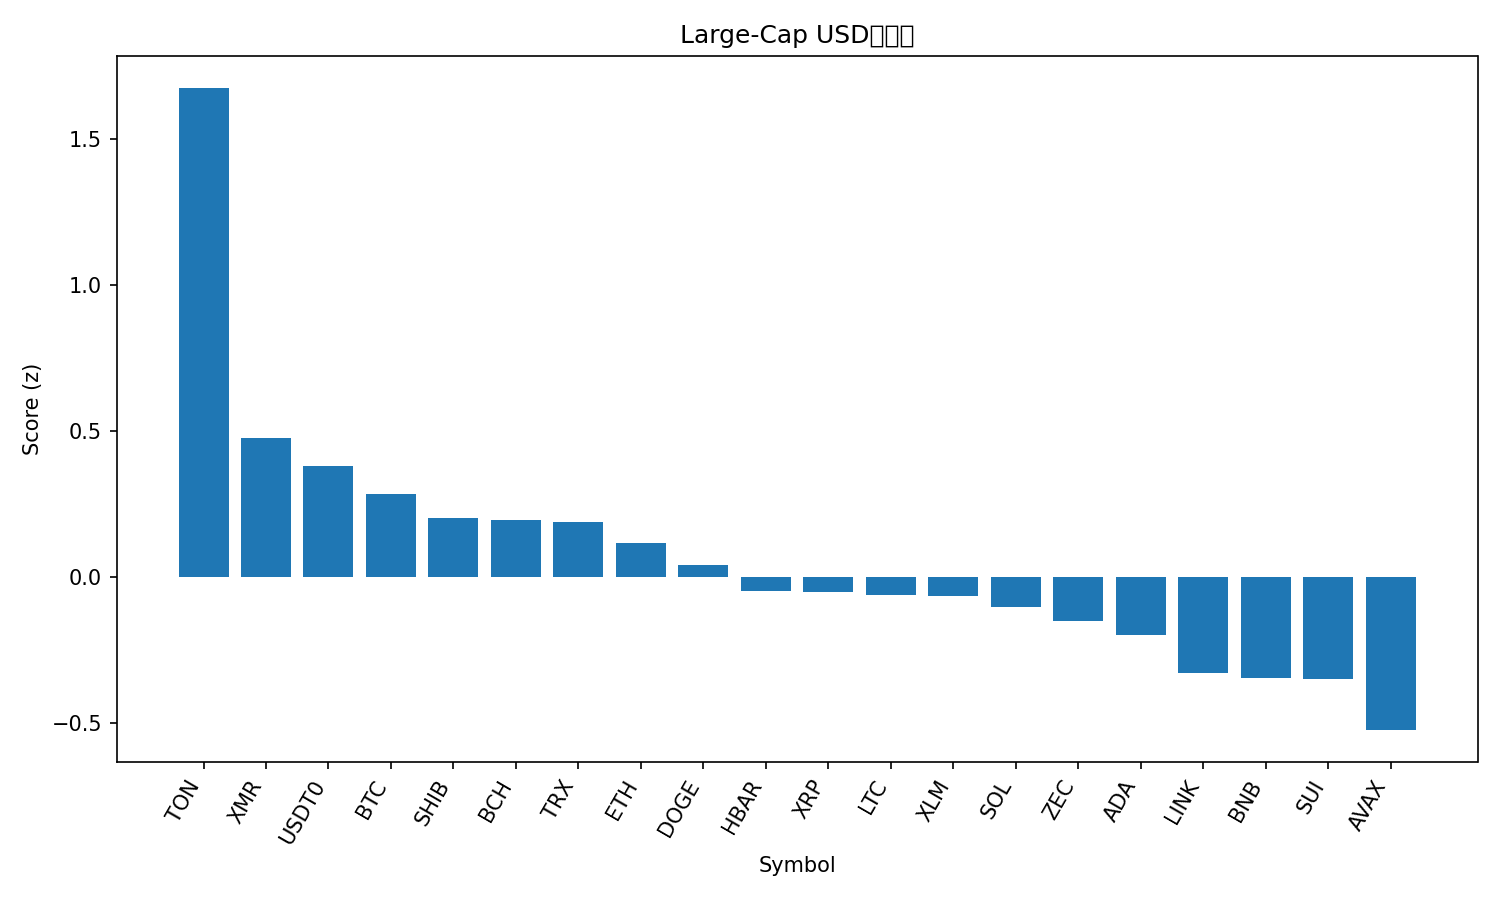 Large-Cap USD
Score (z)
1.5
1.0
0.5
0.0
−0.5
TON
XMR
USDT0
BTC
SHIB
BCH
TRX
ETH
DOGE
HBAR
XRP
LTC
XLM
SOL
ZEC
ADA
LINK
BNB
SUI
AVAX
Symbol